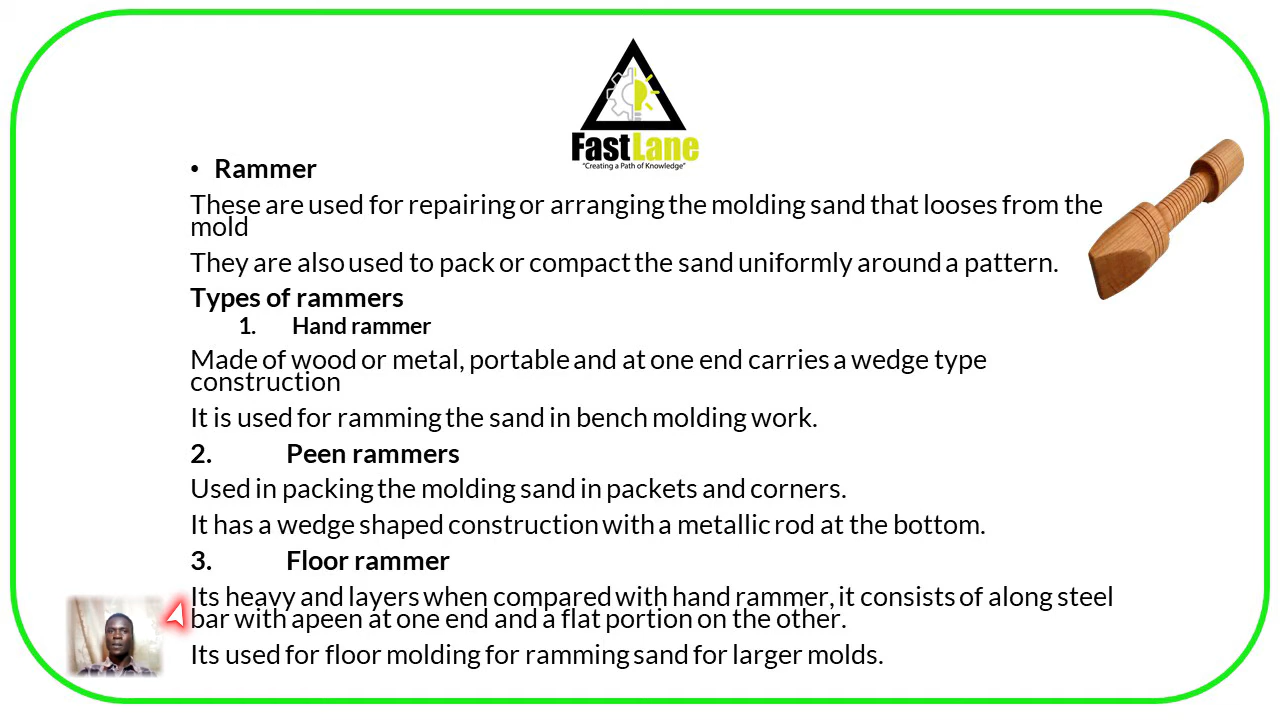 FastLane
"Creating a Path of Knowledge"
• Rammer
These are used for repairing or arranging the molding sand that looses from the
mold
They are also used to pack or compact the sand uniformly around a pattern.
Types of rammers
1. Hand rammer
Made of wood or metal, portable and at one end carries a wedge type
construction
It is used for ramming the sand in bench molding work.
2. Peen rammers
Used in packing the molding sand in packets and corners.
It has a wedge shaped construction with a metallic rod at the bottom.
3. Floor rammer
Its heavy and layers when compared with hand rammer, it consists of along steel
bar with apeen at one end and a flat portion on the other.
Its used for floor molding for ramming sand for larger molds.